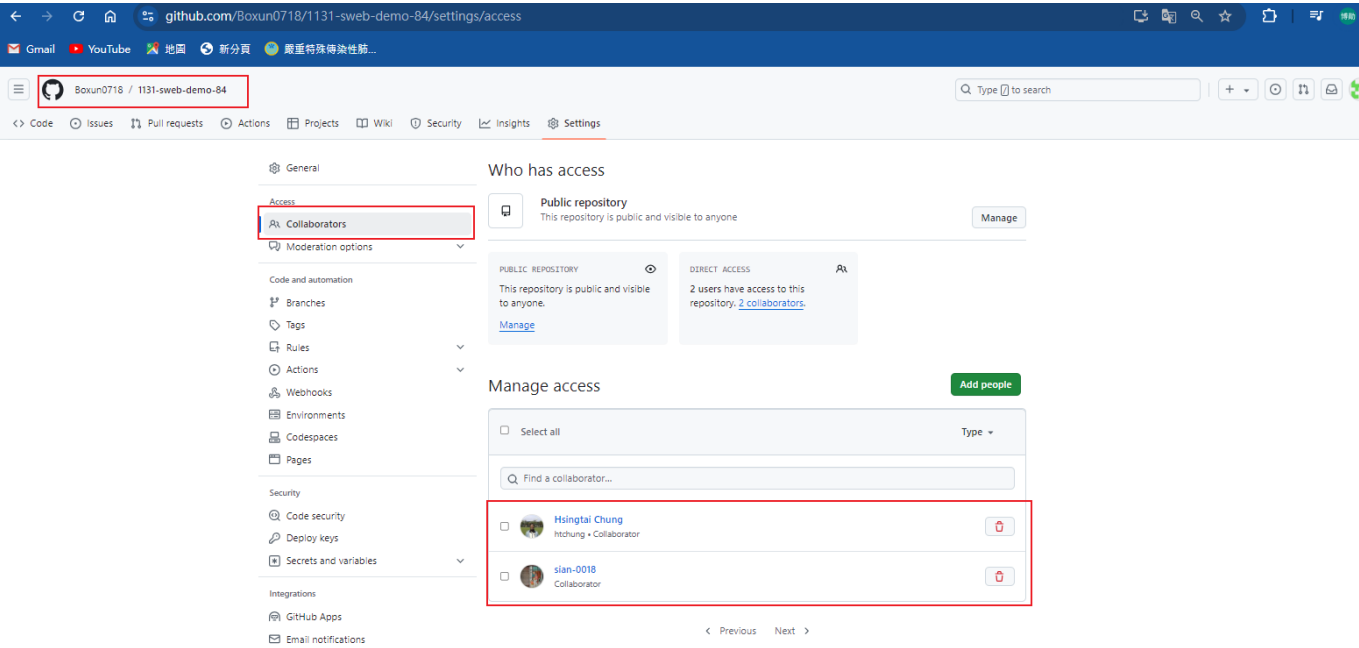 github.com/Boxun0718/1131-sweb-demo-84/settings/access
Gmail YouTube 地圖 新分頁 嚴重特殊傳染性肺...
Boxun0718 / 1131-sweb-demo-84
Type / to search
Code Issues Pull requests Actions Projects Wiki Security Insights Settings
General
Access
Collaborators
Moderation options
Code and automation
Branches
Tags
Rules
Actions
Webhooks
Environments
Codespaces
Pages
Security
Code security
Deploy keys
Secrets and variables
Integrations
GitHub Apps
Email notifications
Who has access
Public repository
This repository is public and visible to anyone
Manage
PUBLIC REPOSITORY
This repository is public and visible
to anyone.
Manage
DIRECT ACCESS
2 users have access to this
repository. 2 collaborators.
Manage access
Add people
Select all
Type
Find a collaborator...
Hsingtai Chung
htchung • Collaborator
sian-0018
Collaborator
Previous Next